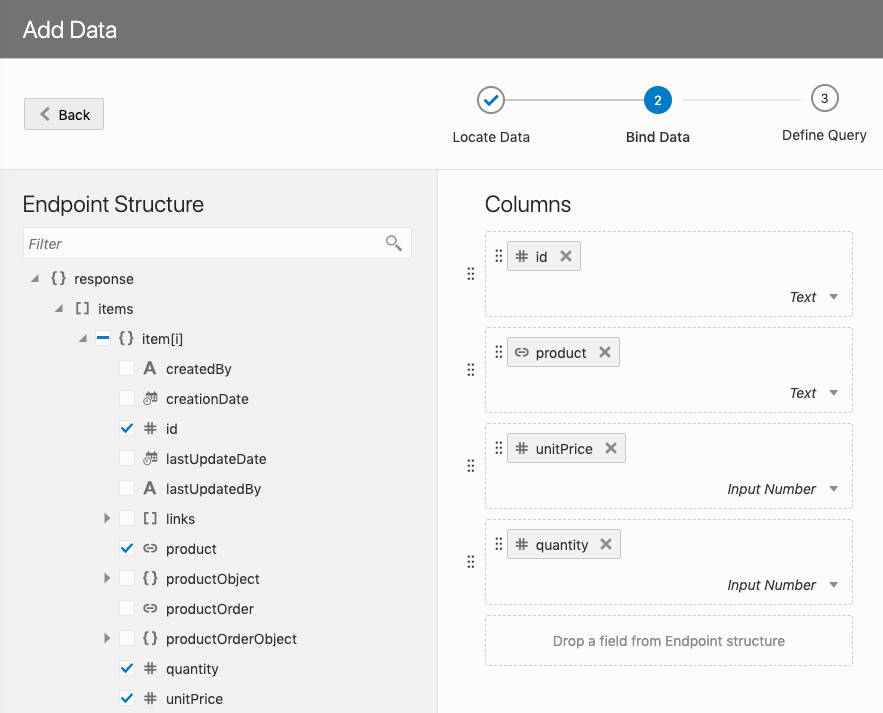 Add Data
Back
2
3
Locate Data
Bind Data
Define Query
Endpoint Structure
Filter
{} response
[] items
{} item[i]
A createdBy
creationDate
# id
lastUpdateDate
A lastUpdatedBy
[] links
product
{} productObject
productOrder
{} productOrderObject
# quantity
# unitPrice
Columns
# id
Text
product
Text
# unitPrice
Input Number
# quantity
Input Number
Drop a field from Endpoint structure